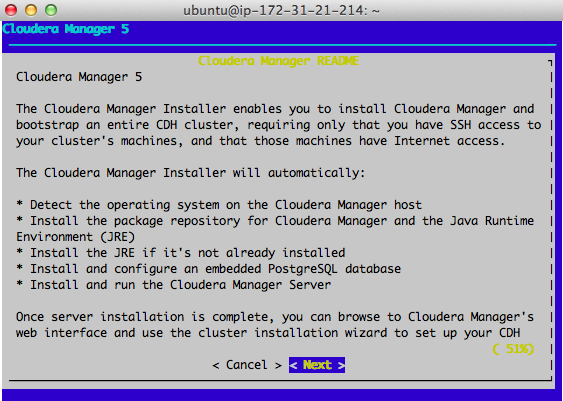 ubuntu@ip-172-31-21-214: ~
Cloudera Manager 5
Cloudera Manager README
Cloudera Manager 5
The Cloudera Manager Installer enables you to install Cloudera Manager and
bootstrap an entire CDH cluster, requiring only that you have SSH access to
your cluster's machines, and that those machines have Internet access.
The Cloudera Manager Installer will automatically:
* Detect the operating system on the Cloudera Manager host
* Install the package repository for Cloudera Manager and the Java Runtime
Environment (JRE)
* Install the JRE if it's not already installed
* Install and configure an embedded PostgreSQL database
* Install and run the Cloudera Manager Server
Once server installation is complete, you can browse to Cloudera Manager's
web interface and use the cluster installation wizard to set up your CDH
( 51%)
< Cancel > < Next >